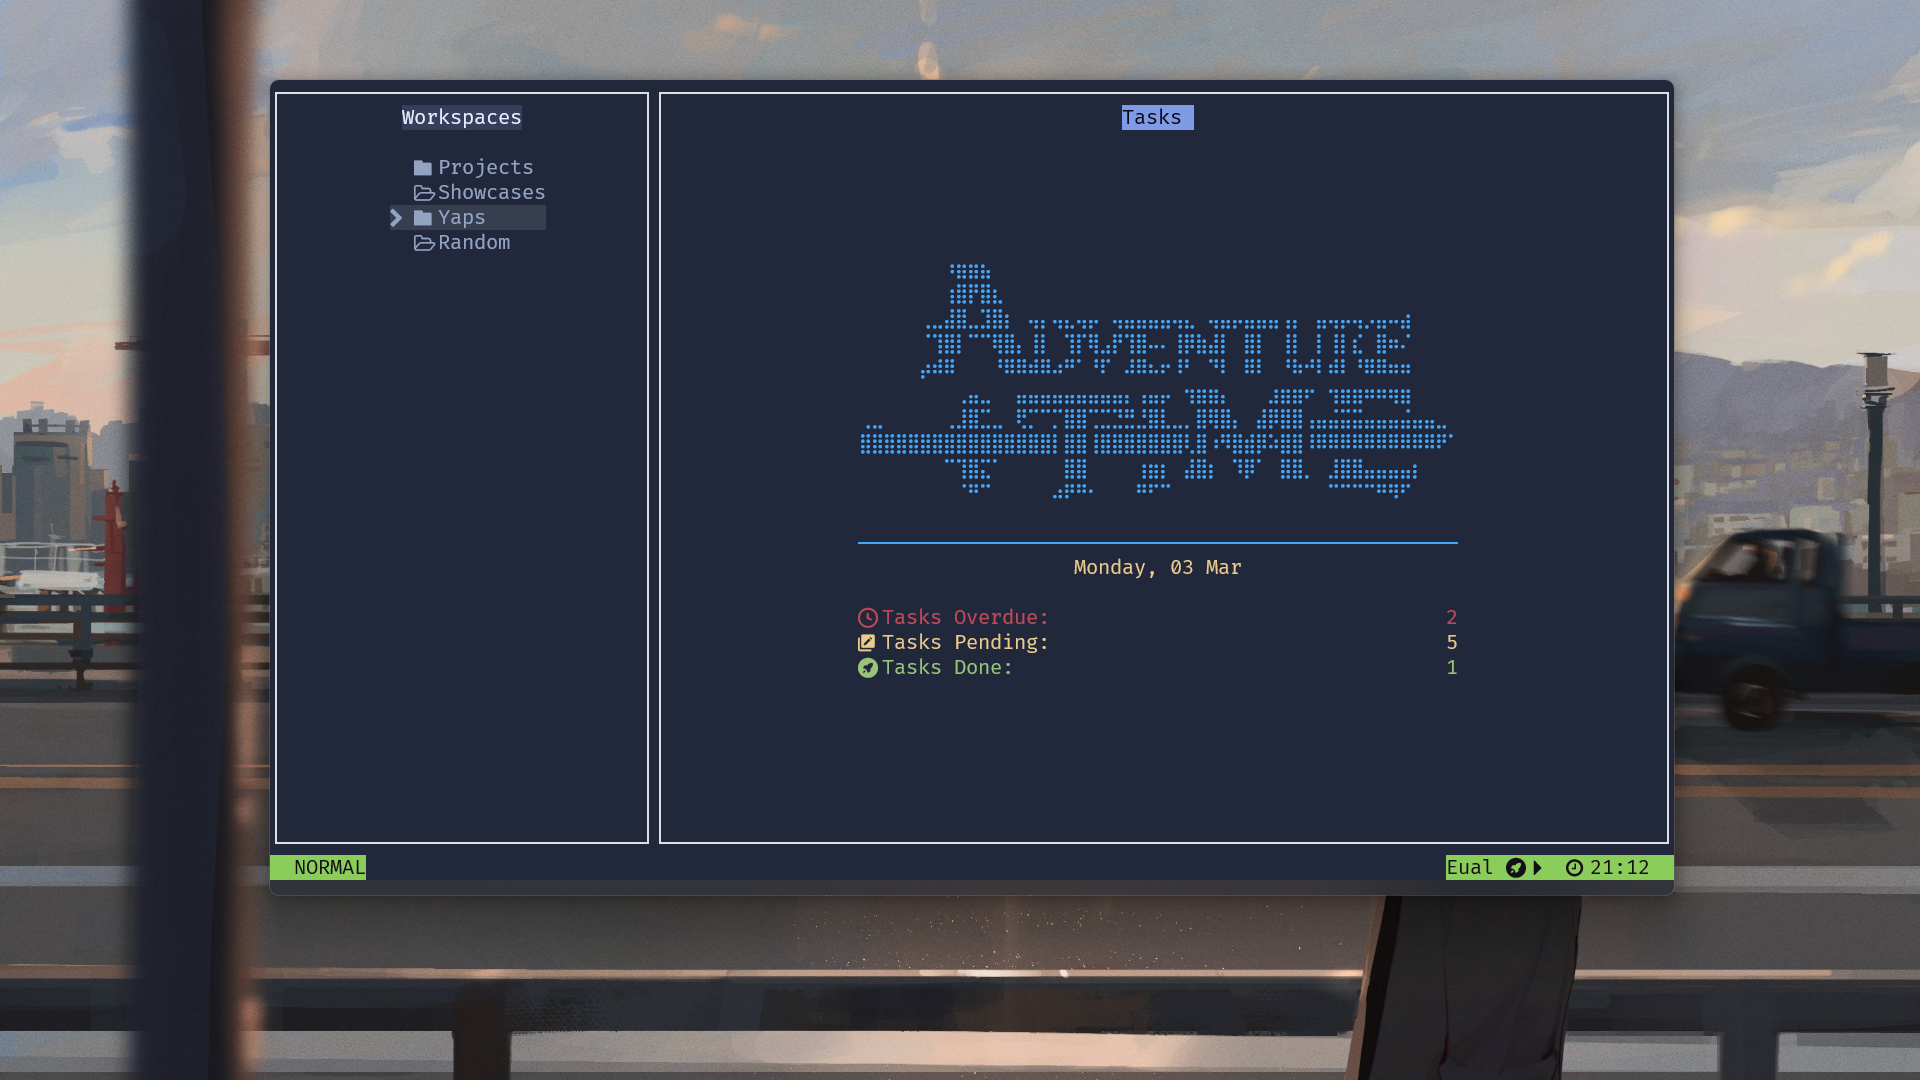 Workspaces
Projects
Showcases
Yaps
Random
Tasks
ADVENTURE
TIME
Monday, 03 Mar
Tasks Overdue: 2
Tasks Pending: 5
Tasks Done: 1
NORMAL
Eual 21:12